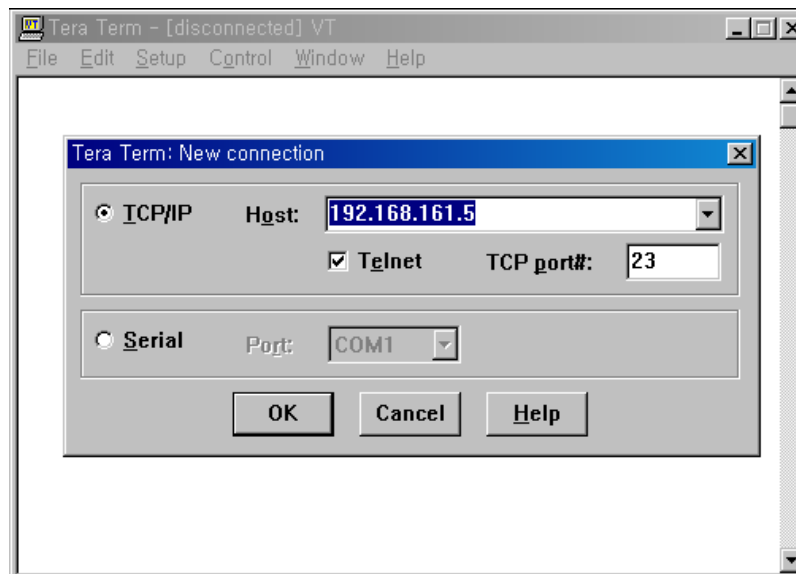 Tera Term - [disconnected] VT
File Edit Setup Control Window Help
Tera Term: New connection
TCP/IP Host: 192.168.161.5
Telnet TCP port#: 23
Serial Port: COM1
OK Cancel Help